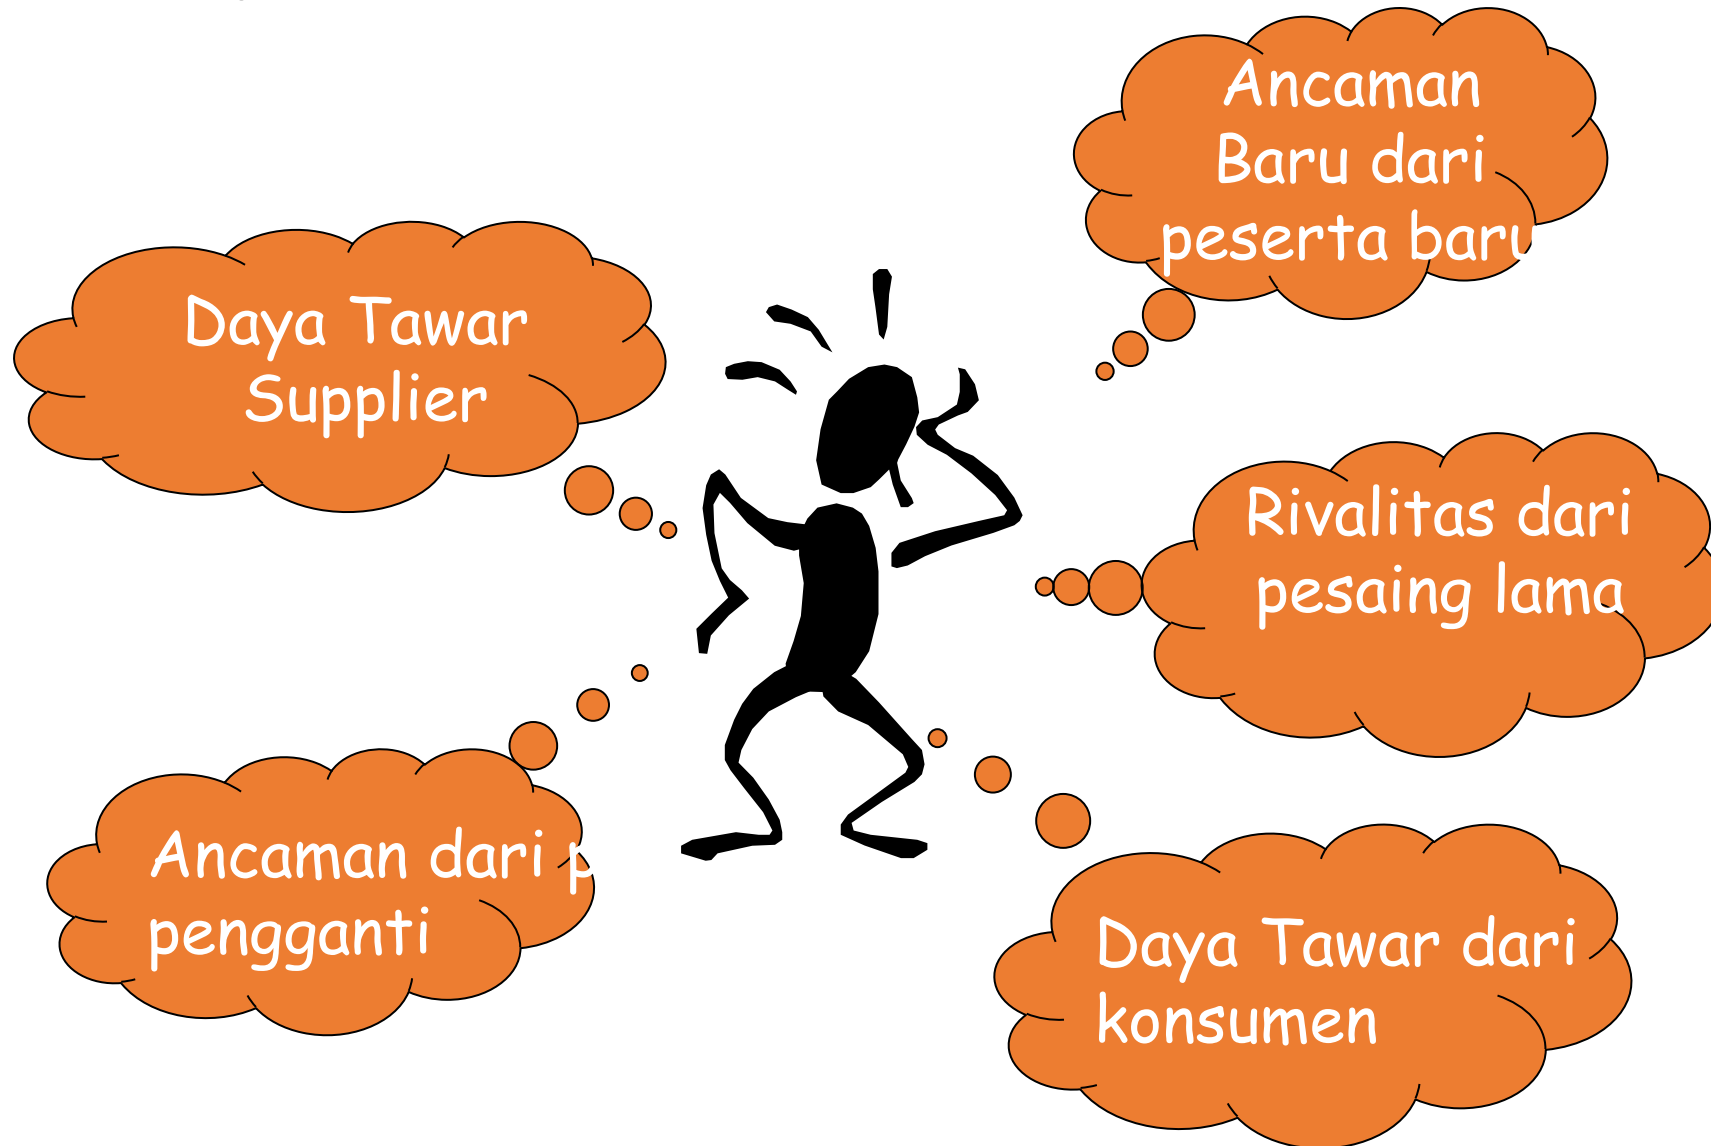 Ancaman
Baru dari
peserta baru
Daya Tawar
Supplier
Rivalitas dari
pesaing lama
Ancaman dari
pengganti
Daya Tawar dari
konsumen